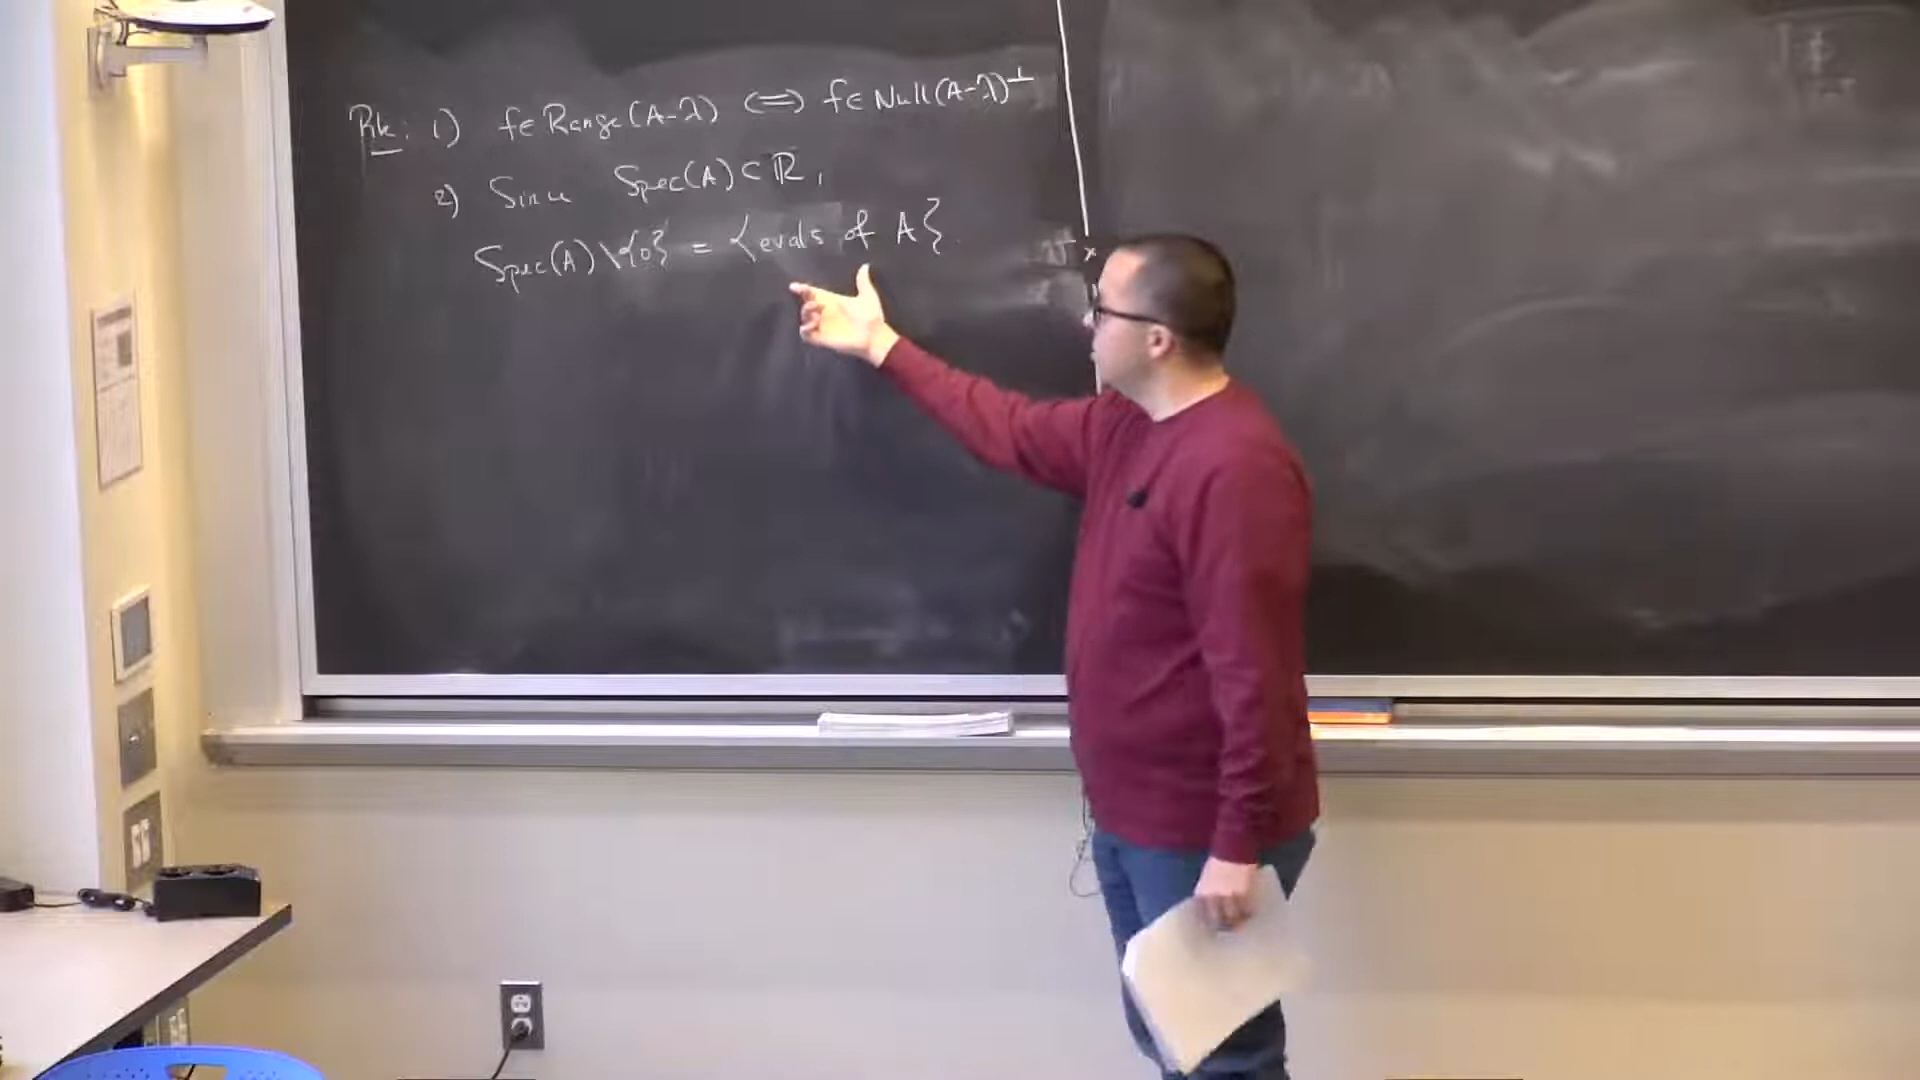 Rk: 1) f∈Range(A-λ) ⟺ f∈Null(A-λ)^⊥
2) Since Spec(A)⊂ℝ,
Spec(A)\{0} = {evals of A}.